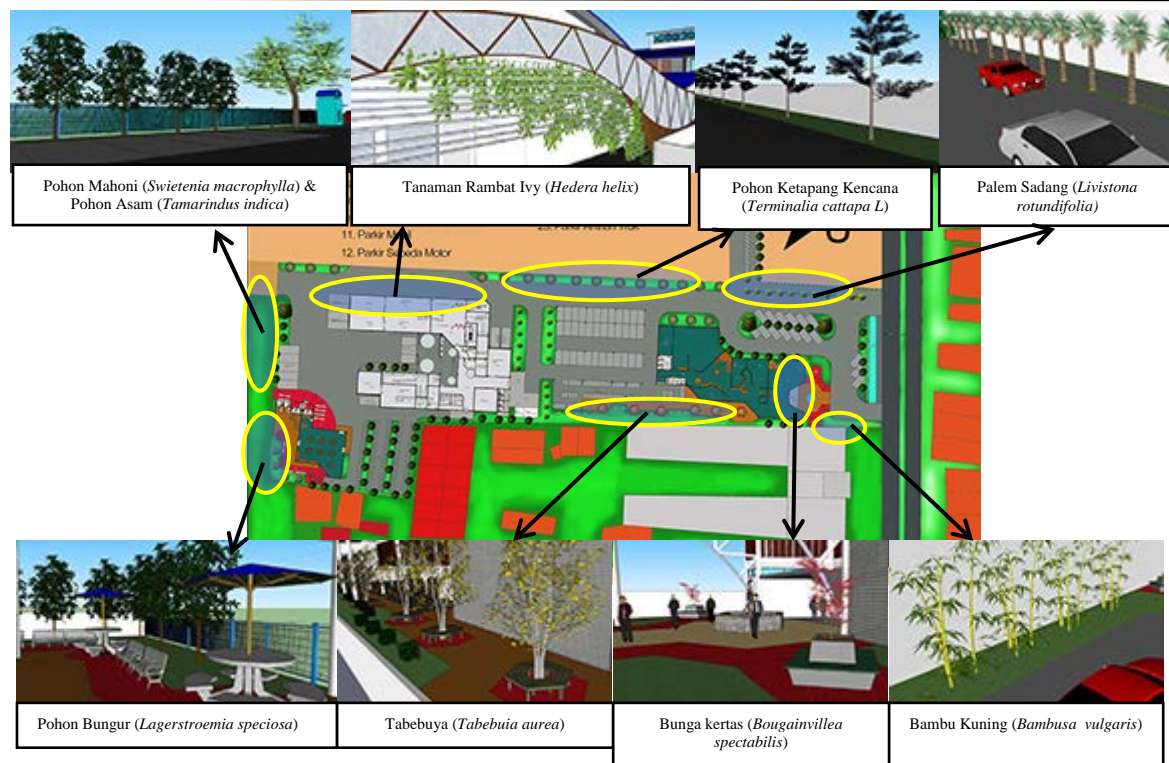 Pohon Mahoni (Swietenia macrophylla) &
Pohon Asam (Tamarindus indica)
Tanaman Rambat Ivy (Hedera helix)
Pohon Ketapang Kencana
(Terminalia cattapa L)
Palem Sadang (Livistona
rotundifolia)
11. Parkir
12. Parkir Sepeda Motor
Pohon Bungur (Lagerstroemia speciosa)
Tabebuya (Tabebuia aurea)
Bunga kertas (Bougainvillea
spectabilis)
Bambu Kuning (Bambusa vulgaris)